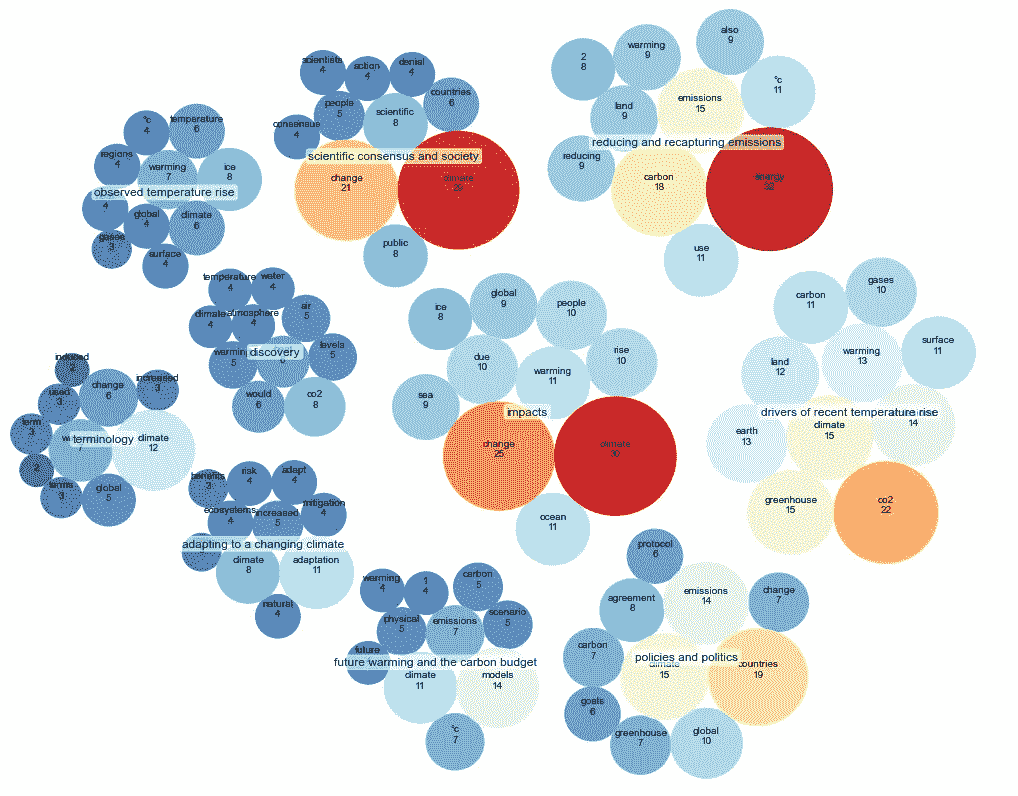 scientists
4
action
4
denial
4
people
5
countries
6
consensus
4
scientific
8
scientific consensus and society
change
21
climate
29
public
8
2
8
warming
9
also
9
°c
11
land
9
emissions
15
reducing and recapturing emissions
reducing
9
carbon
18
energy
32
use
11
°c
4
temperature
6
regions
4
warming
7
ice
8
observed temperature rise
4
global
4
climate
6
gases
3
surface
4
temperature
4
water
4
climate
4
atmosphere
4
air
5
warming
5
discovery
6
levels
5
would
6
co2
8
ice
8
global
9
people
10
due
10
warming
11
rise
10
sea
9
impacts
change
25
climate
30
ocean
11
carbon
11
gases
10
land
12
warming
13
surface
11
drivers of recent temperature rise
earth
13
climate
15
14
greenhouse
15
co2
22
included
2
used
3
change
6
increased
3
term
3
terminology
7
climate
12
2
terms
3
global
5
benefits
3
risk
4
adapt
4
ecosystems
4
increased
5
mitigation
4
adapting to a changing climate
climate
8
adaptation
11
natural
4
warming
4
1
4
carbon
5
physical
5
emissions
7
scenario
5
future
future warming and the carbon budget
climate
11
models
14
°c
7
protocol
6
agreement
8
emissions
14
change
7
carbon
7
policies and politics
climate
15
countries
19
goals
6
greenhouse
7
global
10